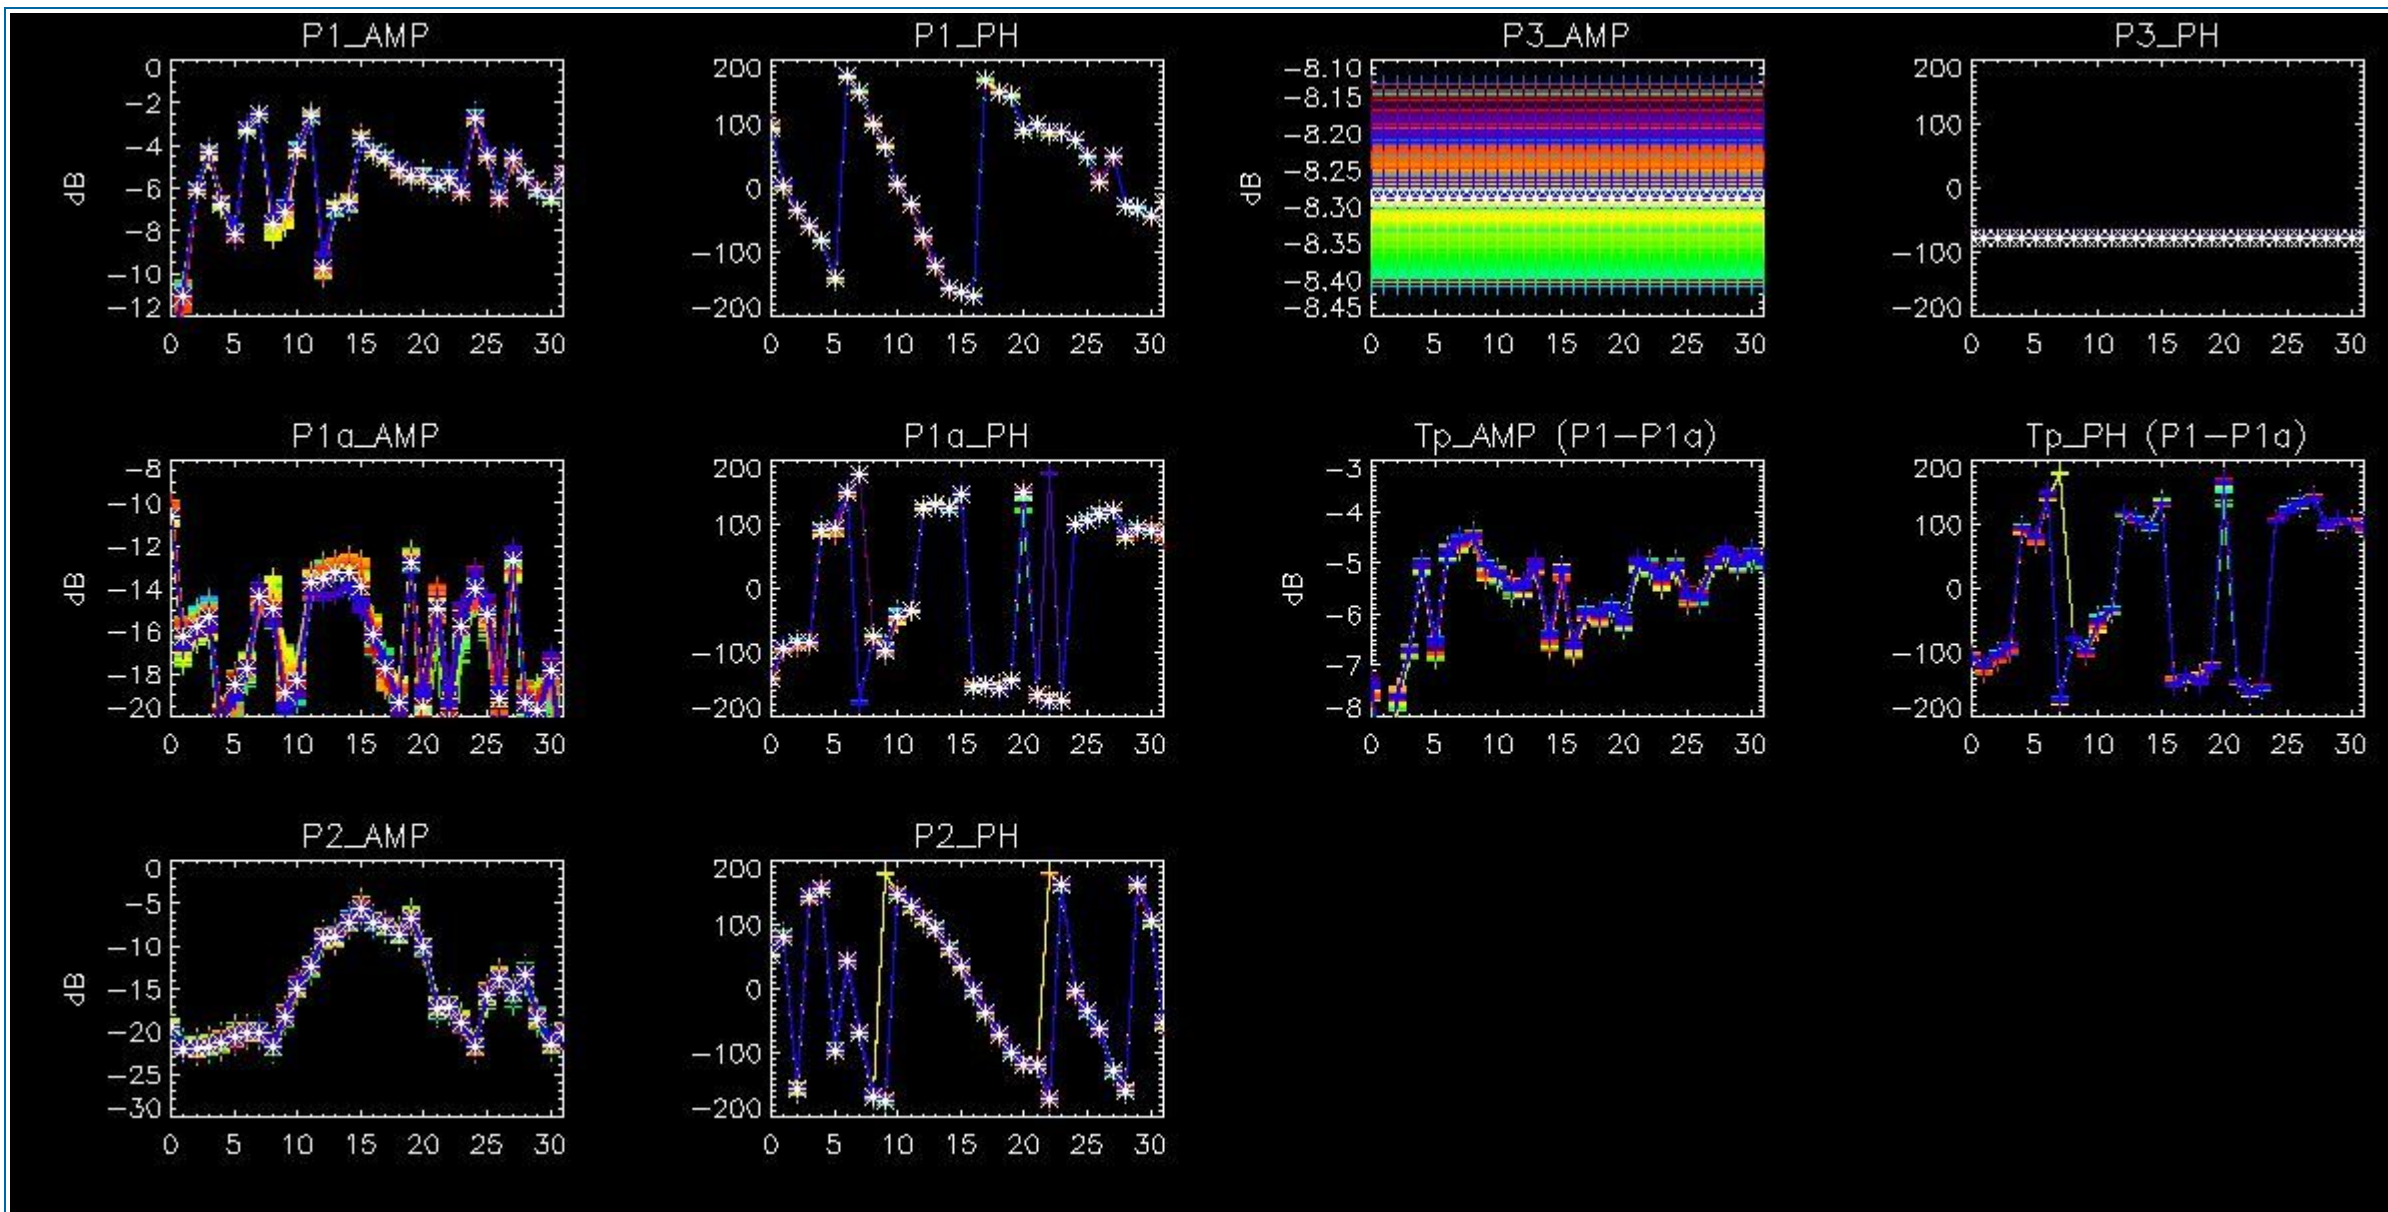 P1_AMP
0
−2
−4
−6
−8
−10
−12
dB
0 5 10 15 20 25 30
P1_PH
200
100
0
−100
−200
0 5 10 15 20 25 30
P3_AMP
−8.10
−8.15
−8.20
−8.25
−8.30
−8.35
−8.40
−8.45
dB
0 5 10 15 20 25 30
P3_PH
200
100
0
−100
−200
0 5 10 15 20 25 30
P1a_AMP
−8
−10
−12
−14
−16
−18
−20
dB
0 5 10 15 20 25 30
P1a_PH
200
100
0
−100
−200
0 5 10 15 20 25 30
Tp_AMP (P1−P1a)
−3
−4
−5
−6
−7
−8
dB
0 5 10 15 20 25 30
Tp_PH (P1−P1a)
200
100
0
−100
−200
0 5 10 15 20 25 30
P2_AMP
0
−5
−10
−15
−20
−25
−30
dB
0 5 10 15 20 25 30
P2_PH
200
100
0
−100
−200
0 5 10 15 20 25 30